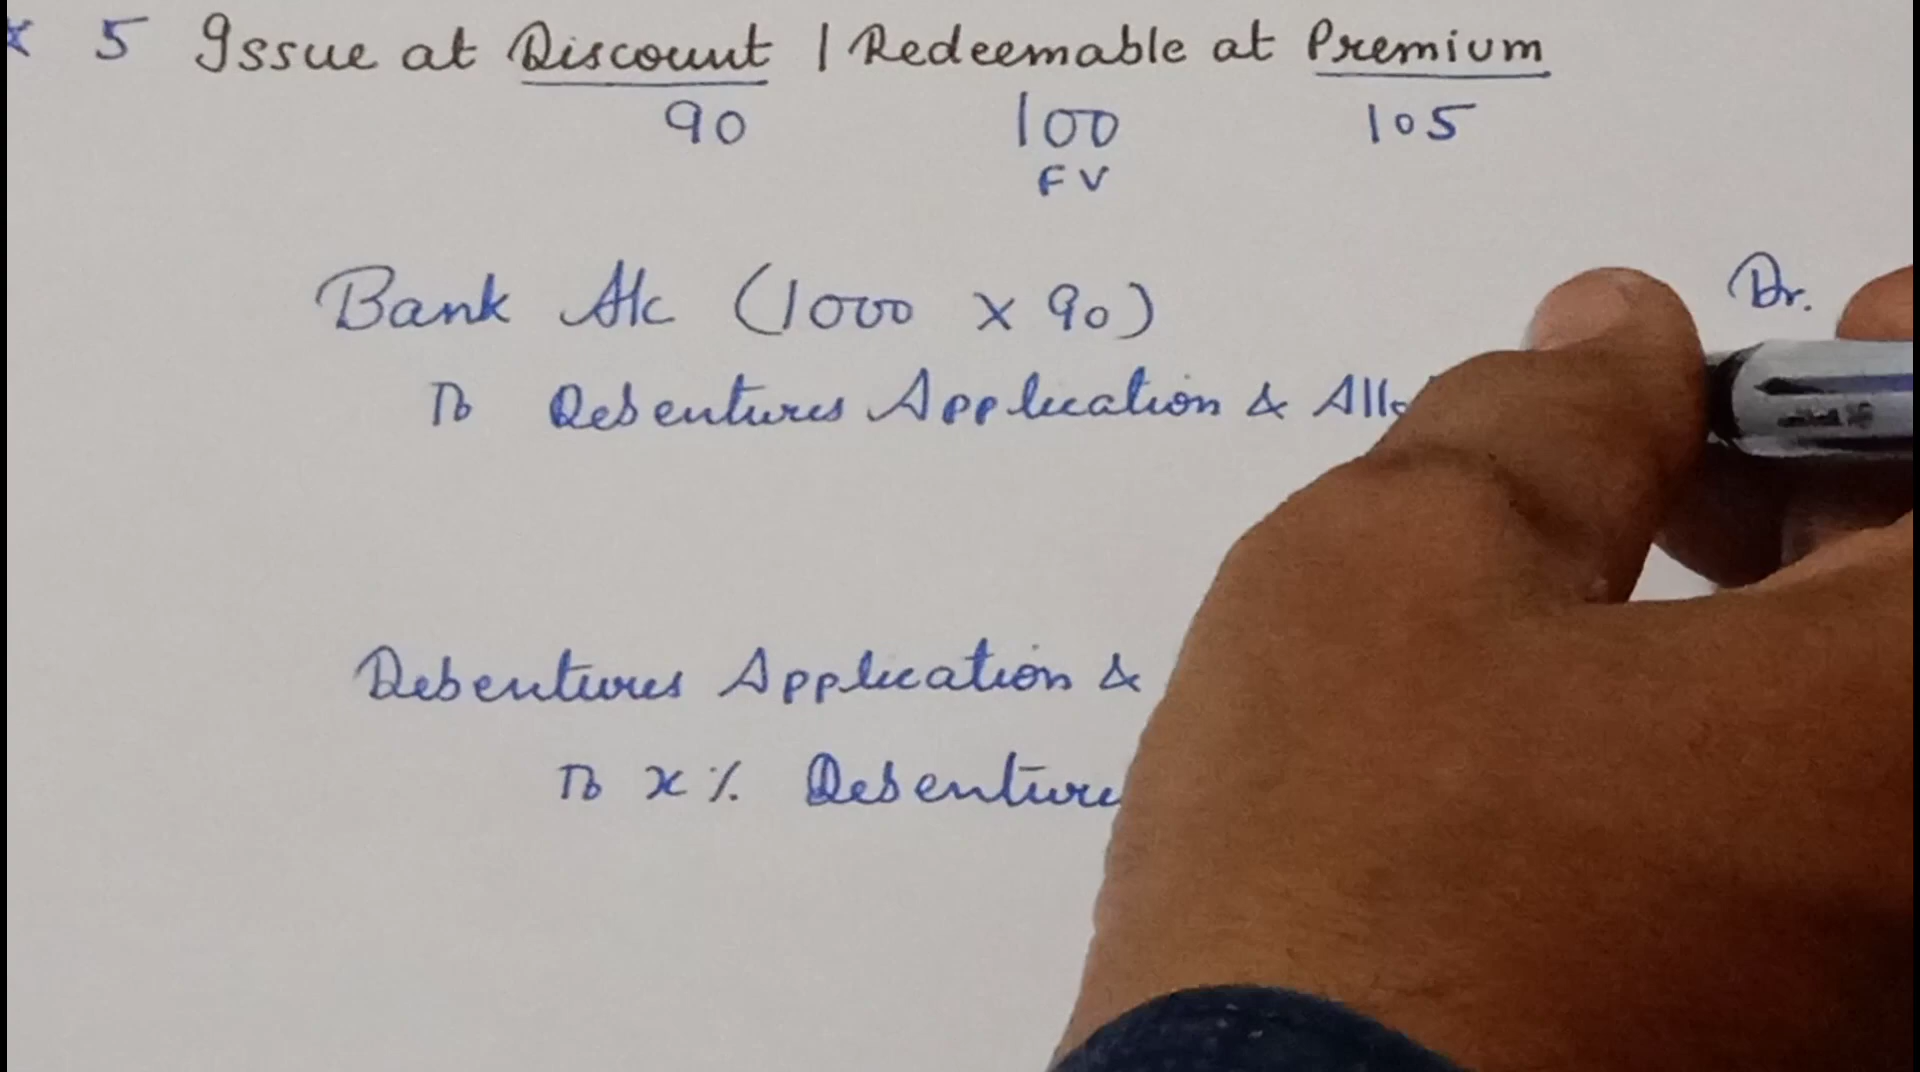 5 Issue at Discount | Redeemable at Premium
90 100 105
FV
Bank A/c (1000 x 90) Dr.
To Debentures Application &
Debentures Application &
To x % Debenture